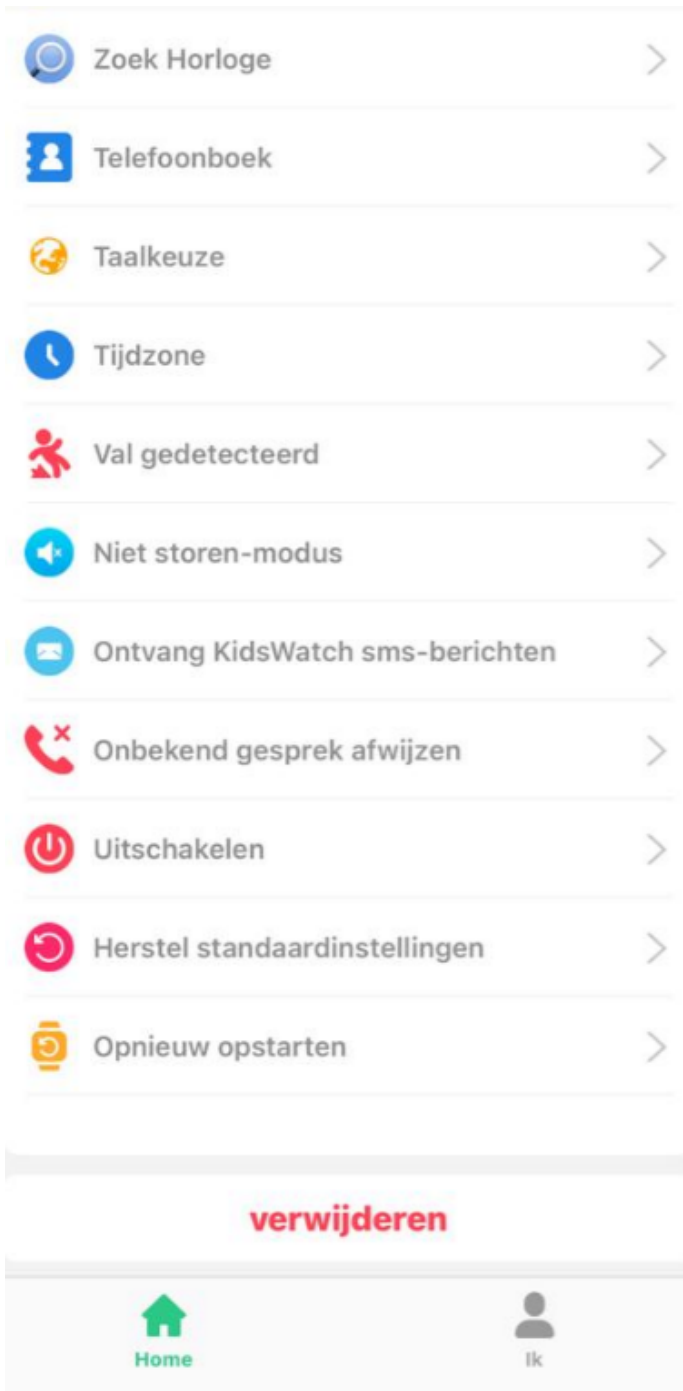 Zoek Horloge
Telefoonboek
Taalkeuze
Tijdzone
Val gedetecteerd
Niet storen-modus
Ontvang KidsWatch sms-berichten
Onbekend gesprek afwijzen
Uitschakelen
Herstel standaardinstellingen
Opnieuw opstarten
verwijderen
Home
Ik